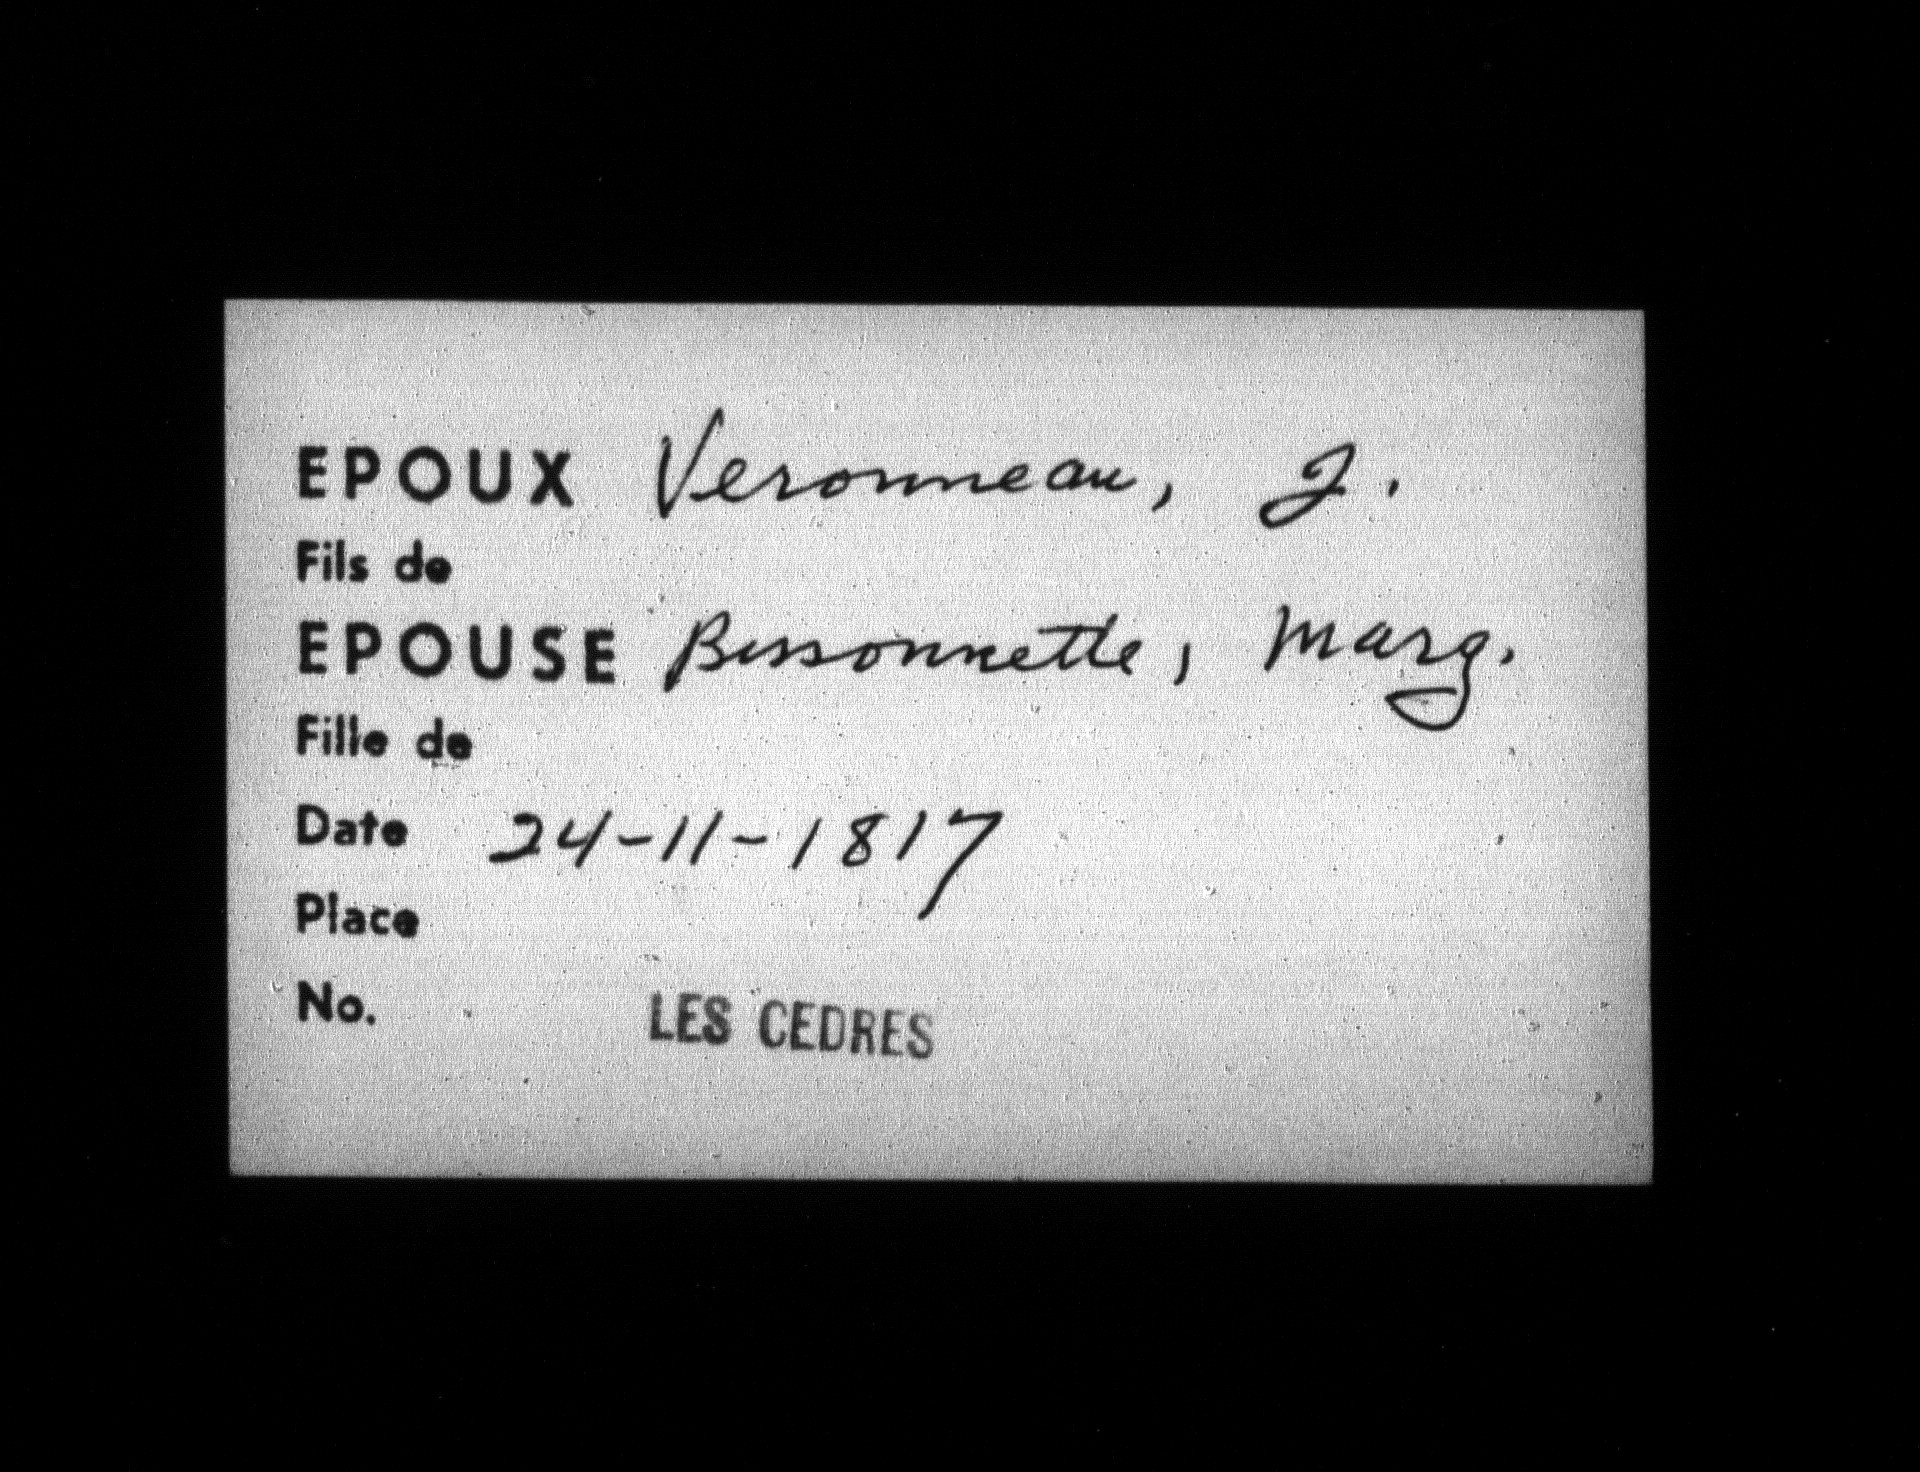 EPOUX Veronneau, J.
Fils de
EPOUSE Bissonnette, Marg.
Fille de
Date 24-11-1817
Place
No.
LES CEDRES